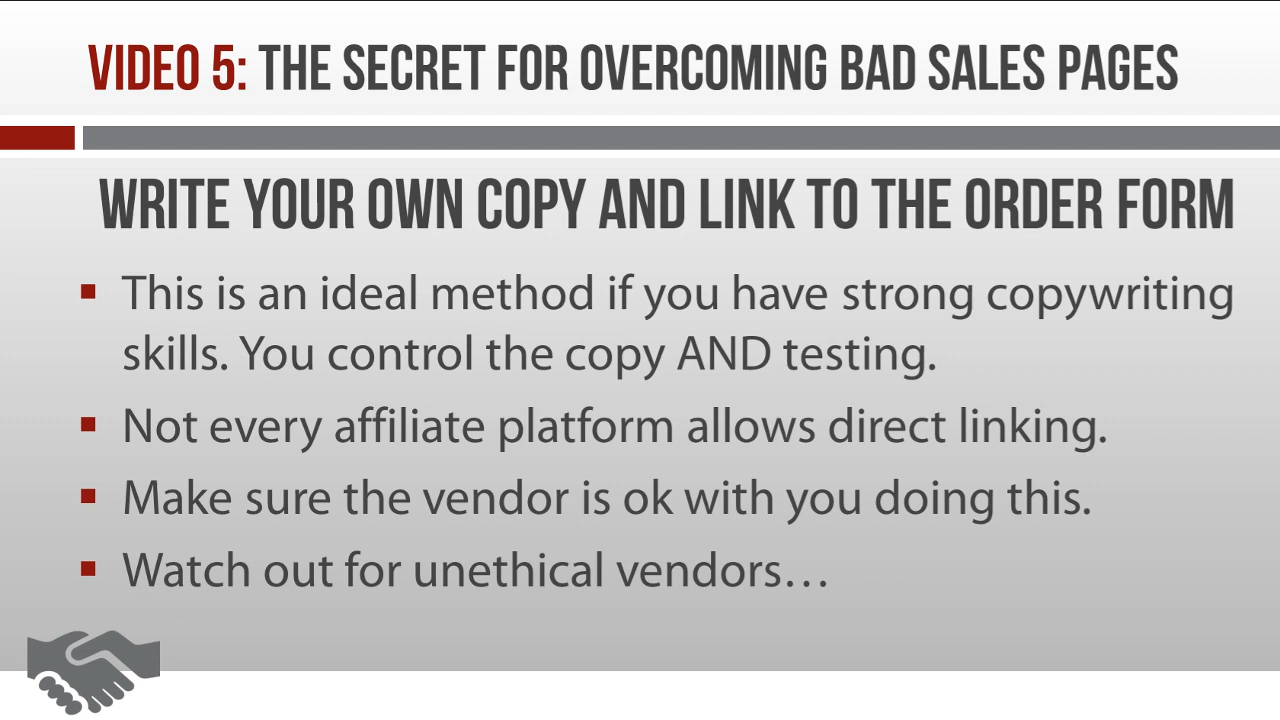 VIDEO 5: THE SECRET FOR OVERCOMING BAD SALES PAGES
WRITE YOUR OWN COPY AND LINK TO THE ORDER FORM
▪ This is an ideal method if you have strong copywriting
skills. You control the copy AND testing.
▪ Not every affiliate platform allows direct linking.
▪ Make sure the vendor is ok with you doing this.
▪ Watch out for unethical vendors…